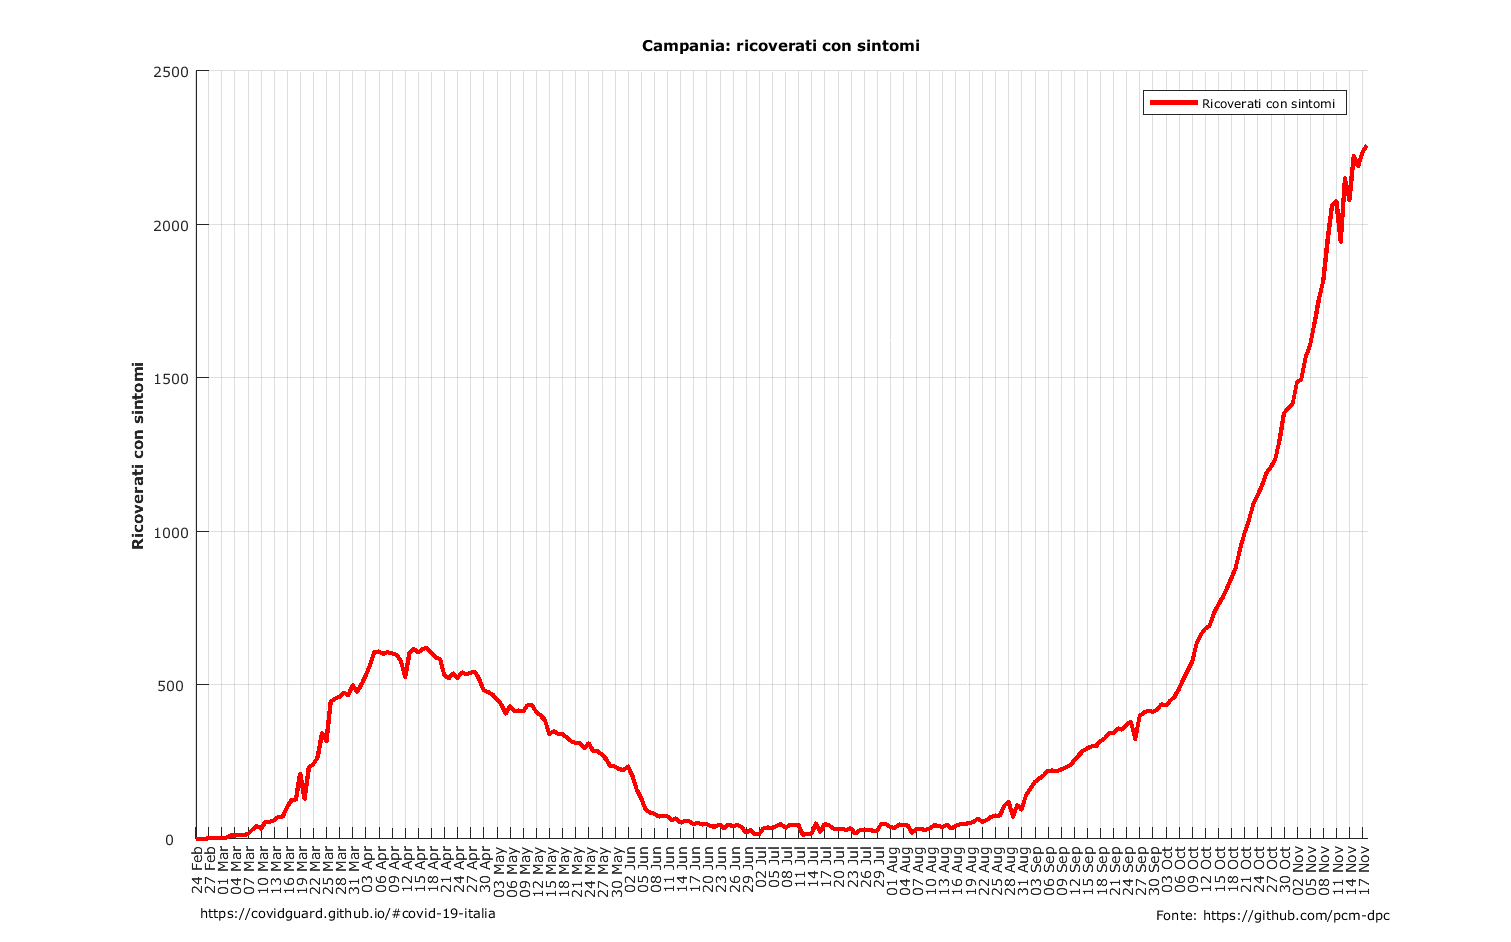 Campania: ricoverati con sintomi
Ricoverati con sintomi
Ricoverati con sintomi
2500
2000
1500
1000
500
0
24 Feb
27 Feb
01 Mar
04 Mar
07 Mar
10 Mar
13 Mar
16 Mar
19 Mar
22 Mar
25 Mar
28 Mar
31 Mar
03 Apr
06 Apr
09 Apr
12 Apr
15 Apr
18 Apr
21 Apr
24 Apr
27 Apr
30 Apr
03 May
06 May
09 May
12 May
15 May
18 May
21 May
24 May
27 May
30 May
02 Jun
05 Jun
08 Jun
11 Jun
14 Jun
17 Jun
20 Jun
23 Jun
26 Jun
29 Jun
02 Jul
05 Jul
08 Jul
11 Jul
14 Jul
17 Jul
20 Jul
23 Jul
26 Jul
29 Jul
01 Aug
04 Aug
07 Aug
10 Aug
13 Aug
16 Aug
19 Aug
22 Aug
25 Aug
28 Aug
31 Aug
03 Sep
06 Sep
09 Sep
12 Sep
15 Sep
18 Sep
21 Sep
24 Sep
27 Sep
30 Sep
03 Oct
06 Oct
09 Oct
12 Oct
15 Oct
18 Oct
21 Oct
24 Oct
27 Oct
30 Oct
02 Nov
05 Nov
08 Nov
11 Nov
14 Nov
17 Nov
https://covidguard.github.io/#covid-19-italia
Fonte: https://github.com/pcm-dpc